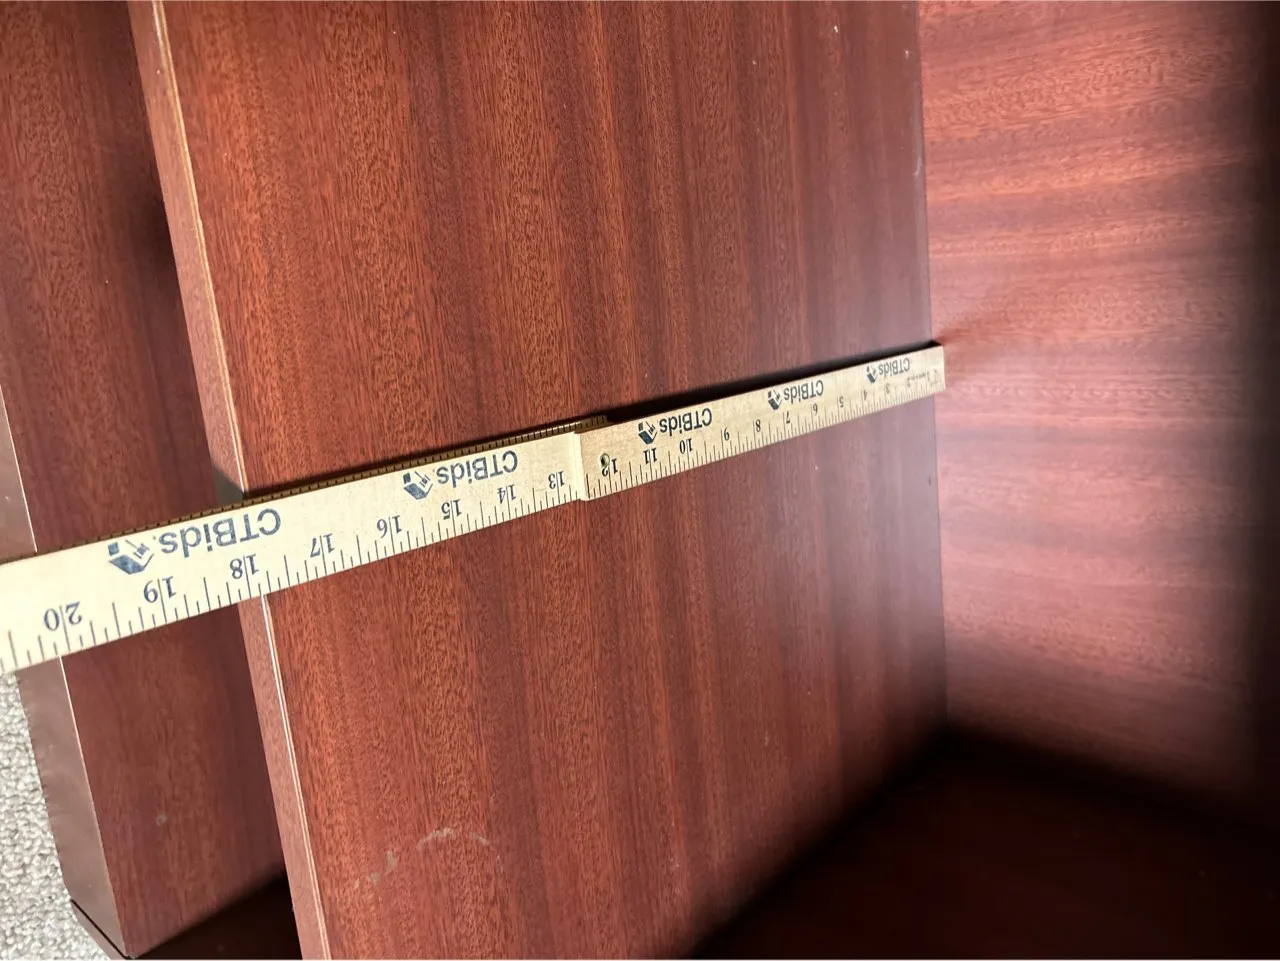 CTBids.
CTBids.
CTBids.
CTBids.
CTBids.
3 4 5 6 7 8 9 10 11 12
13 14 15 16 17 18 19 20